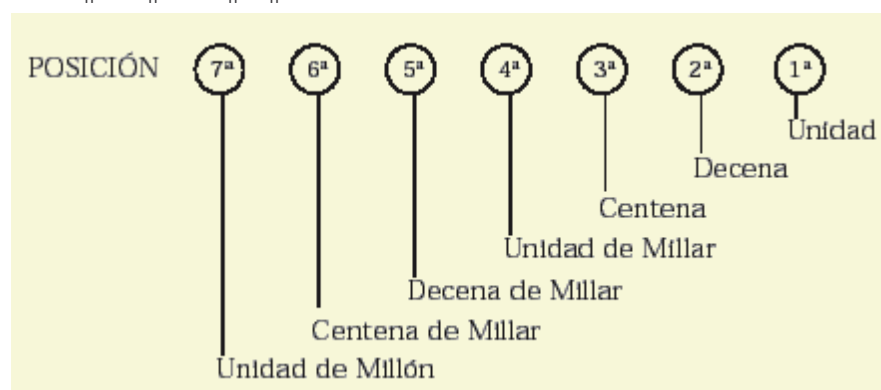 POSICIÓN 7ª 6ª 5ª 4ª 3ª 2ª 1ª
Unidad
Decena
Centena
Unidad de Millar
Decena de Millar
Centena de Millar
Unidad de Millón